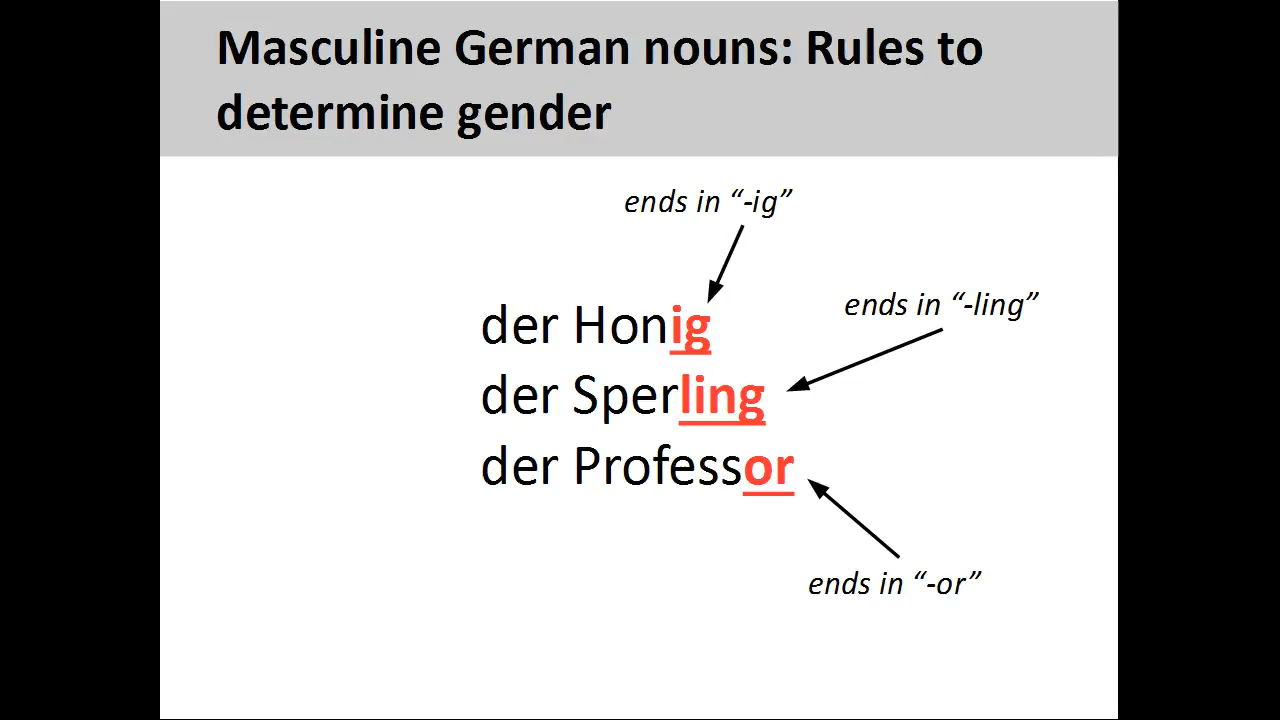 Masculine German nouns: Rules to
determine gender
ends in “-ig”
ends in “-ling”
der Honig
der Sperling
der Professor
ends in “-or”